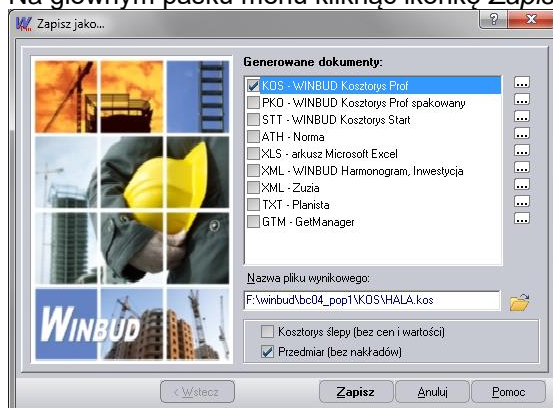 Na głównym pasku menu kliknąć ikonkę Zapis
Zapisz jako...
Generowane dokumenty:
KOS - WINBUD Kosztorys Prof
PKO - WINBUD Kosztorys Prof spakowany
STT - WINBUD Kosztorys Start
ATH - Norma
XLS - arkusz Microsoft Excel
XML - WINBUD Harmonogram, Inwestycja
XML - Zuzia
TXT - Planista
GTM - GetManager
Nazwa pliku wynikowego:
F:\winbud\bc04_pop1\KOS\HALA.kos
WINBUD
Kosztorys ślepy (bez cen i wartości)
Przedmiar (bez nakładów)
< Wstecz
Zapisz
Anuluj
Pomoc